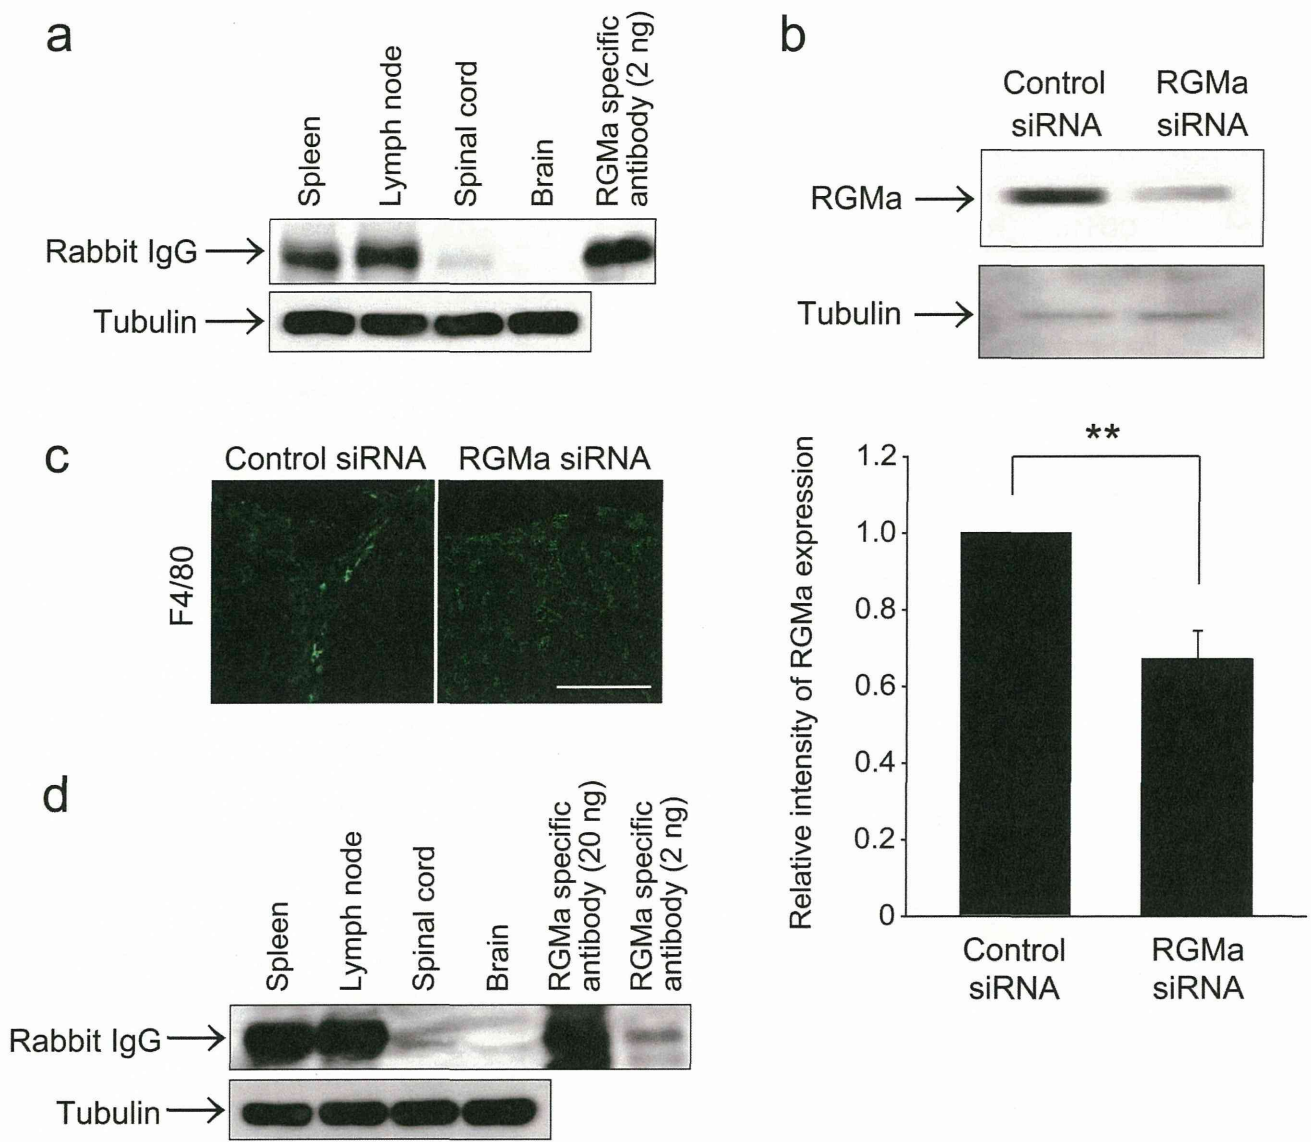 a
Spleen
Lymph node
Spinal cord
Brain
RGMa specific
antibody (2 ng)
Rabbit IgG
Tubulin
b
Control
siRNA
RGMa
siRNA
RGMa
Tubulin
**
1.2
1.0
0.8
0.6
0.4
0.2
0
Relative intensity of RGMa expression
Control
siRNA
RGMa
siRNA
c
Control siRNA
RGMa siRNA
F4/80
d
Spleen
Lymph node
Spinal cord
Brain
RGMa specific
antibody (20 ng)
RGMa specific
antibody (2 ng)
Rabbit IgG
Tubulin